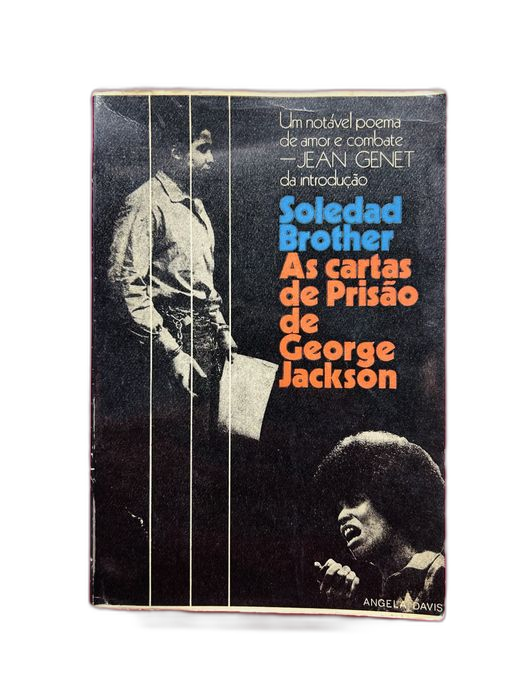 Um notável poema
de amor e combate
—JEAN GENET
da introdução
Soledad
Brother
As cartas
de Prisão
de
George
Jackson
ANGELA DAVIS